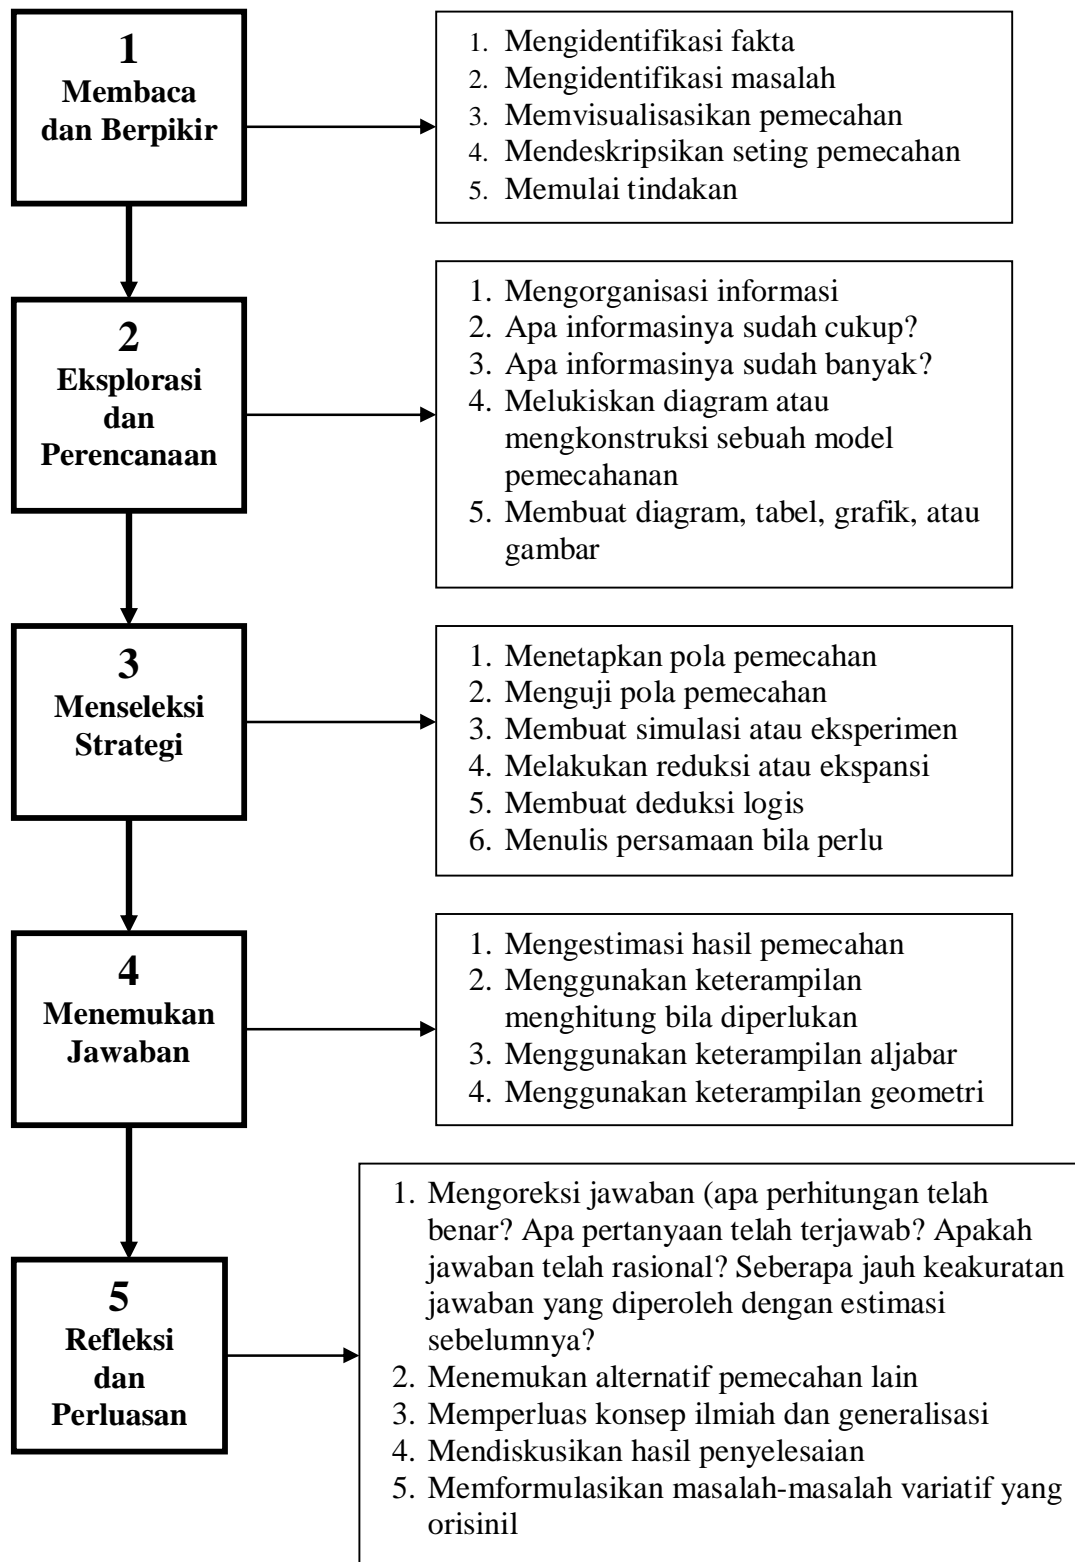 1
Membaca
dan Berpikir
1. Mengidentifikasi fakta
2. Mengidentifikasi masalah
3. Memvisualisasikan pemecahan
4. Mendeskripsikan seting pemecahan
5. Memulai tindakan
2
Eksplorasi
dan
Perencanaan
1. Mengorganisasi informasi
2. Apa informasinya sudah cukup?
3. Apa informasinya sudah banyak?
4. Melukiskan diagram atau
mengkonstruksi sebuah model
pemecahanan
5. Membuat diagram, tabel, grafik, atau
gambar
3
Menseleksi
Strategi
1. Menetapkan pola pemecahan
2. Menguji pola pemecahan
3. Membuat simulasi atau eksperimen
4. Melakukan reduksi atau ekspansi
5. Membuat deduksi logis
6. Menulis persamaan bila perlu
4
Menemukan
Jawaban
1. Mengestimasi hasil pemecahan
2. Menggunakan keterampilan
menghitung bila diperlukan
3. Menggunakan keterampilan aljabar
4. Menggunakan keterampilan geometri
5
Refleksi
dan
Perluasan
1. Mengoreksi jawaban (apa perhitungan telah
benar? Apa pertanyaan telah terjawab? Apakah
jawaban telah rasional? Seberapa jauh keakuratan
jawaban yang diperoleh dengan estimasi
sebelumnya?
2. Menemukan alternatif pemecahan lain
3. Memperluas konsep ilmiah dan generalisasi
4. Mendiskusikan hasil penyelesaian
5. Memformulasikan masalah-masalah variatif yang
orisinil